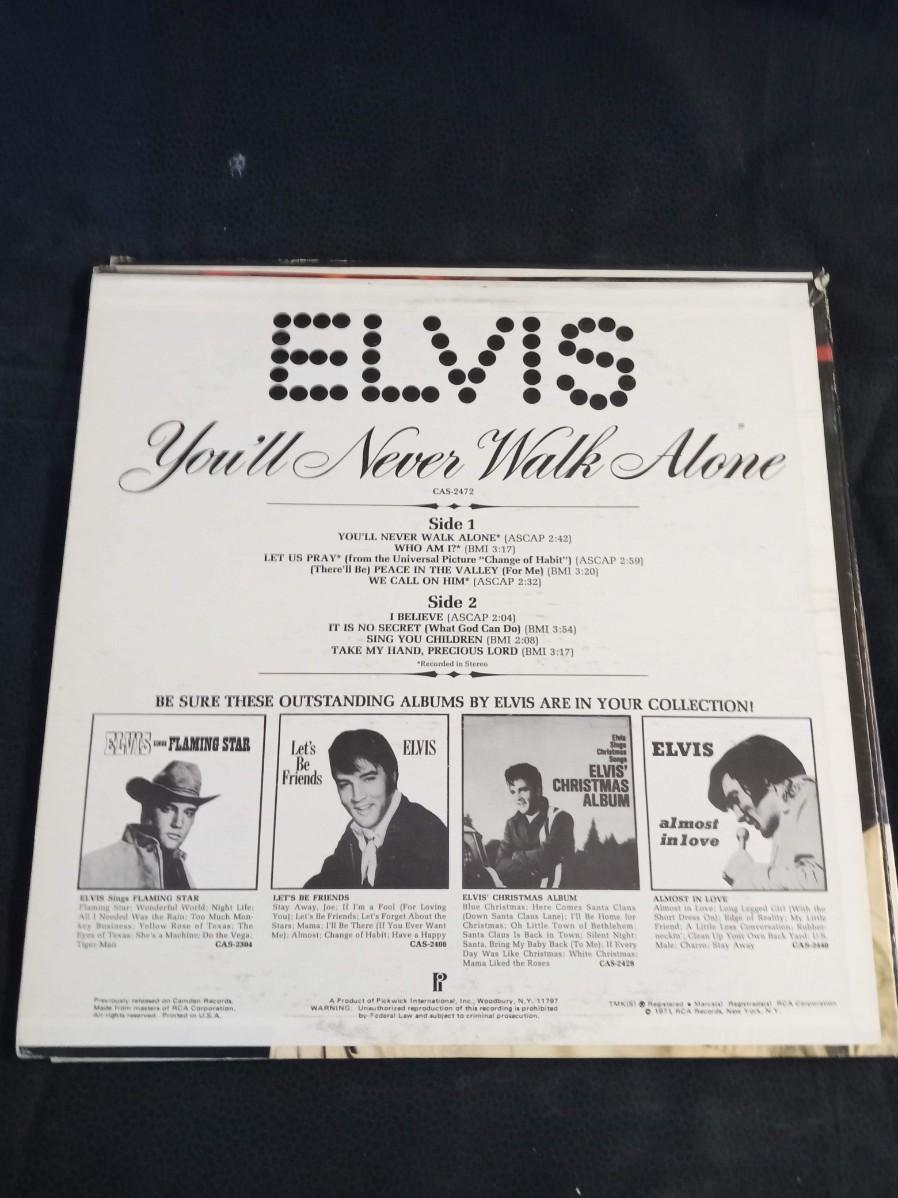 ELVIS
You'll Never Walk Alone
CAS-2472
Side 1
YOU'LL NEVER WALK ALONE* (ASCAP 2:42)
WHO AM I?* (BMI 3:17)
LET US PRAY* (from the Universal Picture "Change of Habit") (ASCAP 2:59)
(There'll Be) PEACE IN THE VALLEY (For Me) (BMI 3:20)
WE CALL ON HIM* (ASCAP 2:32)
Side 2
I BELIEVE (ASCAP 2:04)
IT IS NO SECRET (What God Can Do) (BMI 3:54)
SING YOU CHILDREN (BMI 2:08)
TAKE MY HAND, PRECIOUS LORD (BMI 3:17)
*Recorded in Stereo
BE SURE THESE OUTSTANDING ALBUMS BY ELVIS ARE IN YOUR COLLECTION!
ELVIS SINGS FLAMING STAR
Let's
Be
Friends
ELVIS
Elvis
Sings
Christmas
Songs
ELVIS'
CHRISTMAS
ALBUM
ELVIS
almost
in love
ELVIS Sings FLAMING STAR
Flaming Star; Wonderful World; Night Life;
All I Needed Was the Rain; Too Much Mon-
key Business; Yellow Rose of Texas; The
Eyes of Texas; She's a Machine; Do the Vega;
Tiger Man CAS-2304
LET'S BE FRIENDS
Stay Away, Joe; If I'm a Fool (For Loving
You); Let's Be Friends; Let's Forget About the
Stars; Mama; I'll Be There (If You Ever Want
Me); Almost; Change of Habit; Have a Happy
CAS-2408
ELVIS' CHRISTMAS ALBUM
Blue Christmas; Here Comes Santa Claus
(Down Santa Claus Lane); I'll Be Home for
Christmas; Oh Little Town of Bethlehem;
Santa Claus Is Back in Town; Silent Night;
Santa, Bring My Baby Back (To Me); If Every
Day Was Like Christmas; White Christmas;
Mama Liked the Roses CAS-2428
ALMOST IN LOVE
Almost in Love; Long Legged Girl (With the
Short Dress On); Edge of Reality; My Little
Friend; A Little Less Conversation; Rubber-
neckin'; Clean Up Your Own Back Yard; U.S.
Male; Charro; Stay Away CAS-2440
Previously released on Camden Records.
Made from masters of RCA Corporation.
All rights reserved. Printed in U.S.A.
A Product of Pickwick International, Inc., Woodbury, N.Y. 11797
WARNING: Unauthorized reproduction of this recording is prohibited
by Federal Law and subject to criminal prosecution.
TMK(S) ® Registered • Marca(s) Registrada(s) RCA Corporation
© 1971, RCA Records, New York, N.Y.